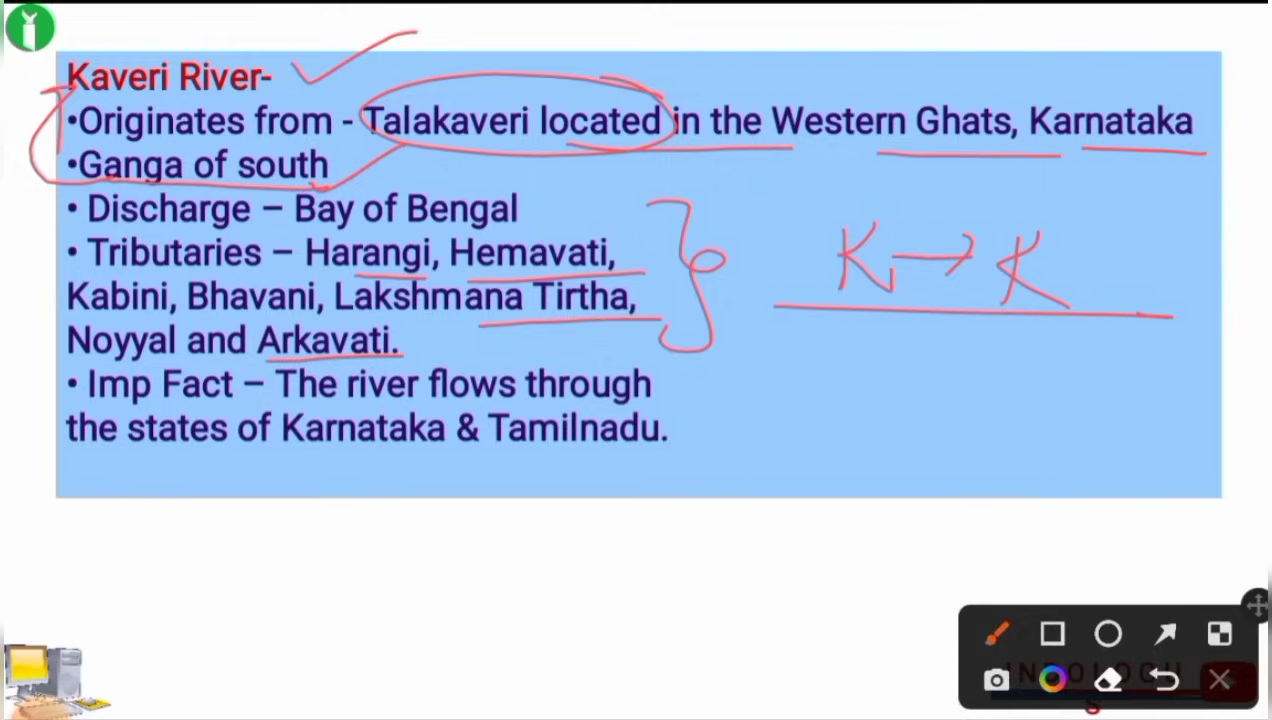 Kaveri River-
•Originates from - Talakaveri located in the Western Ghats, Karnataka
•Ganga of south
• Discharge – Bay of Bengal
• Tributaries – Harangi, Hemavati,
Kabini, Bhavani, Lakshmana Tirtha,
Noyyal and Arkavati.
• Imp Fact – The river flows through
the states of Karnataka & Tamilnadu.
K → K
INDOLOGU
S